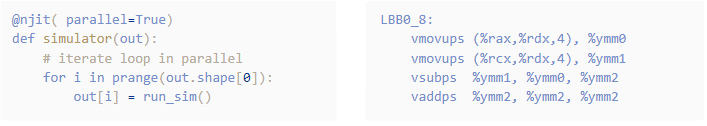 @njit( parallel=True)
def simulator(out):
    # iterate loop in parallel
    for i in prange(out.shape[0]):
        out[i] = run_sim()
LBB0_8:
    vmovups (%rax,%rdx,4), %ymm0
    vmovups (%rcx,%rdx,4), %ymm1
    vsubps  %ymm1, %ymm0, %ymm2
    vaddps  %ymm2, %ymm2, %ymm2